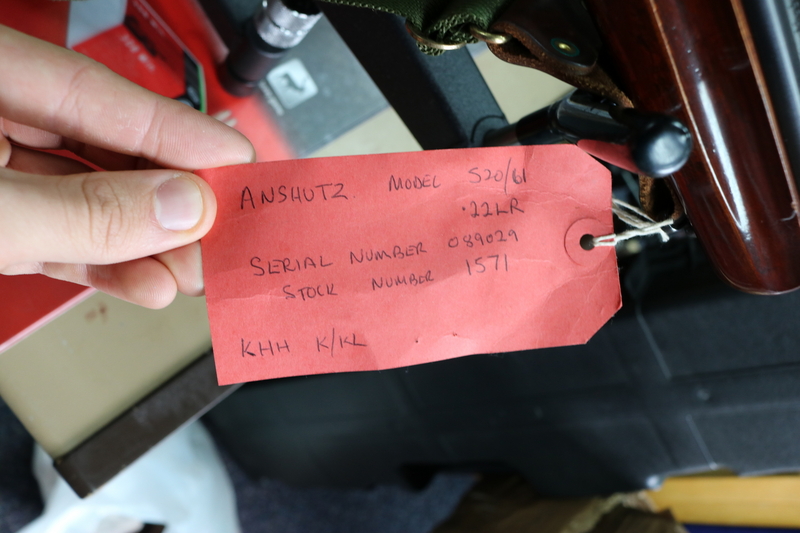 ANSHUTZ. MODEL 520/61
.22LR
SERIAL NUMBER 089029
STOCK NUMBER 1571
KHH K/KL